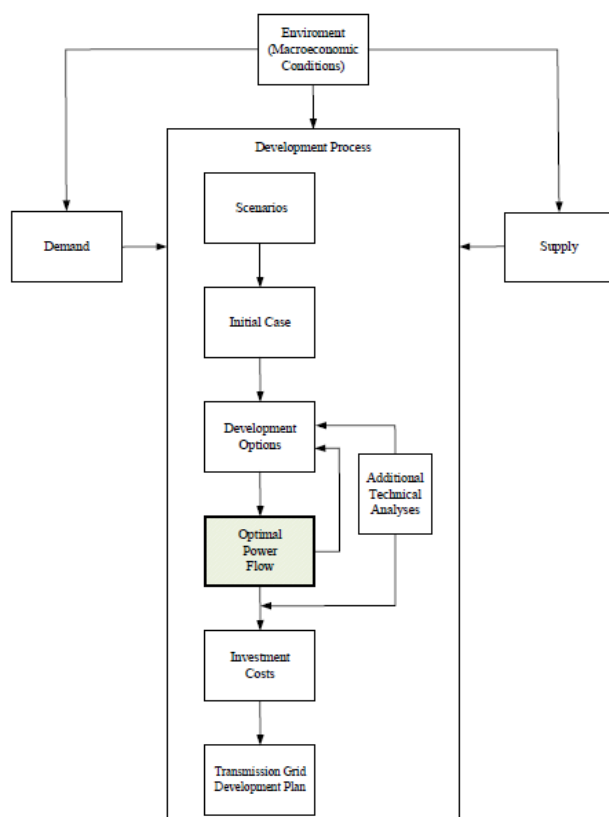 Enviroment
(Macroeconomic
Conditions)
Development Process
Scenarios
Demand
Supply
Initial Case
Development
Options
Additional
Technical
Analyses
Optimal
Power
Flow
Investment
Costs
Transmission Grid
Development Plan